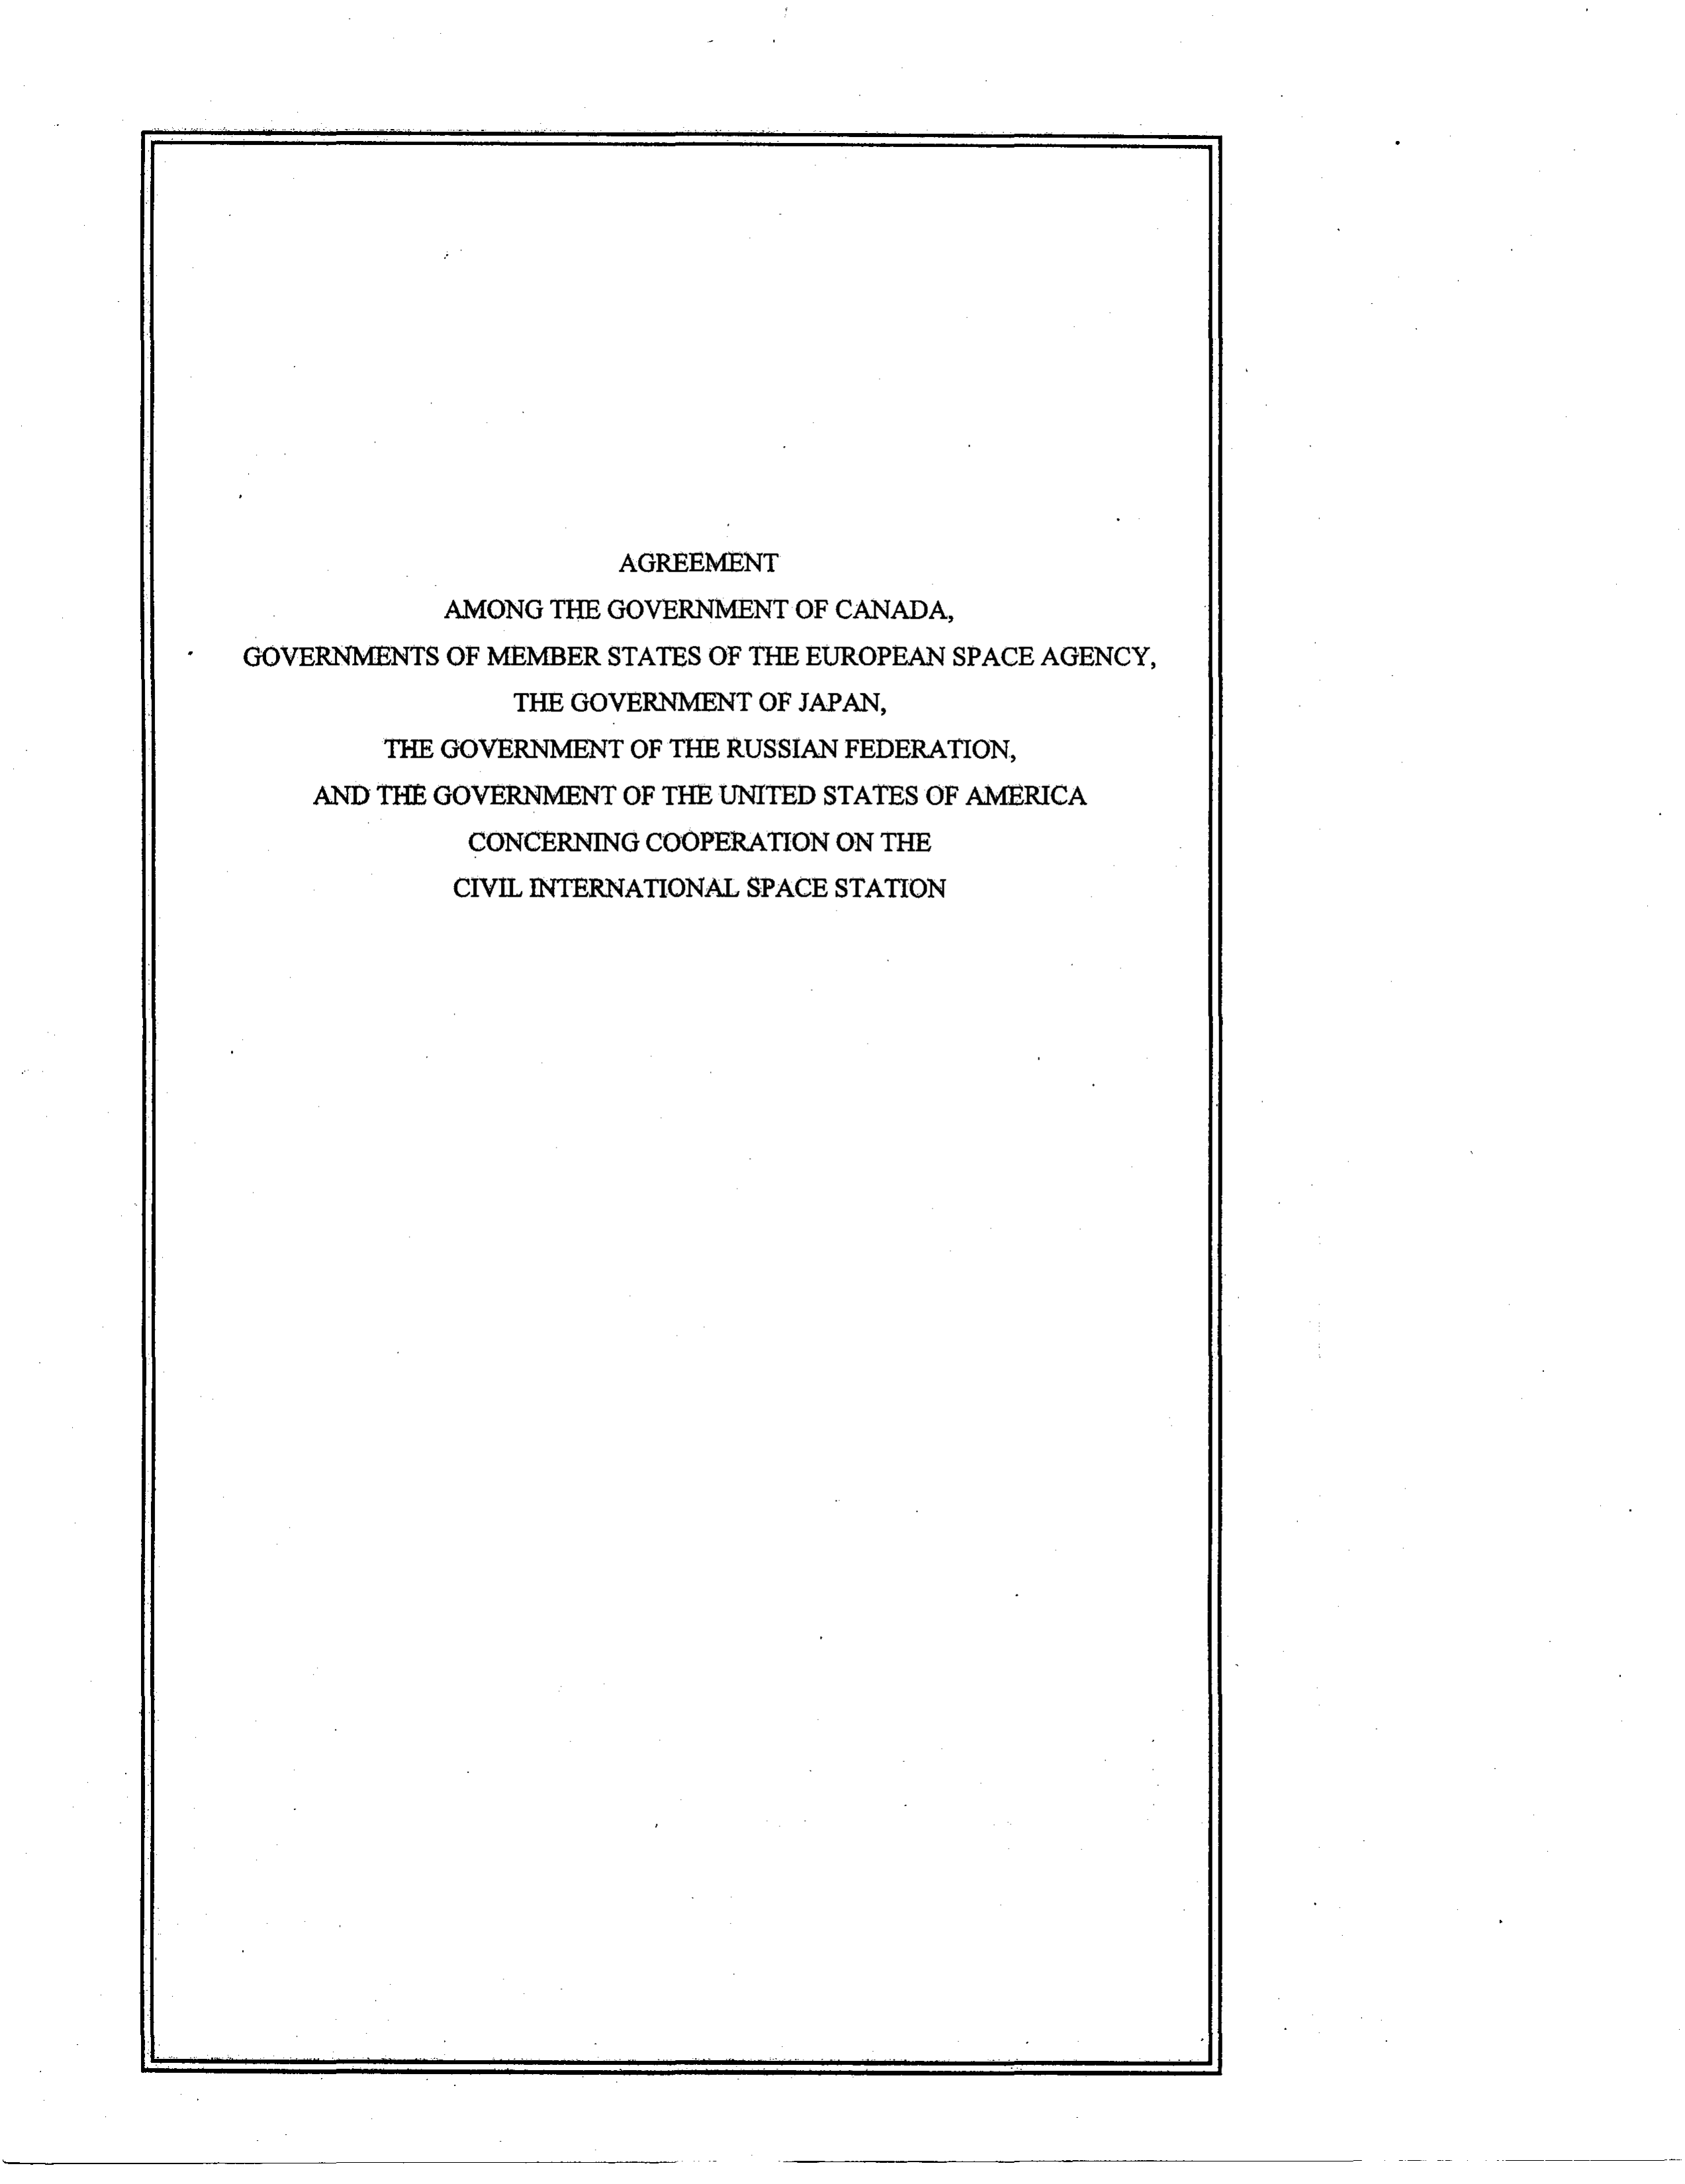 AGREEMENT
AMONG THE GOVERNMENT OF CANADA,
GOVERNMENTS OF MEMBER STATES OF THE EUROPEAN SPACE AGENCY,
THE GOVERNMENT OF JAPAN,
THE GOVERNMENT OF THE RUSSIAN FEDERATION,
AND THE GOVERNMENT OF THE UNITED STATES OF AMERICA
CONCERNING COOPERATION ON THE
CIVIL INTERNATIONAL SPACE STATION